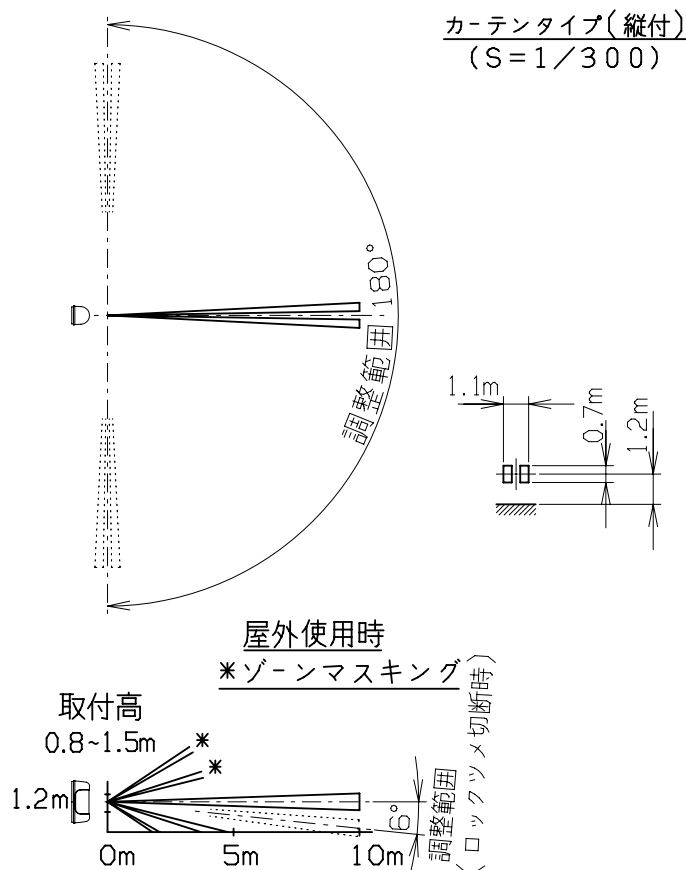 カーテンタイプ(縦付)
(S=1/300)
調整範囲 180°
1.1m
0.7m
1.2m
屋外使用時
*ゾーンマスキング
取付高
0.8~1.5m
*
*
1.2m
6°
調整範囲
(ロックツメ切断時)
0m
5m
10m